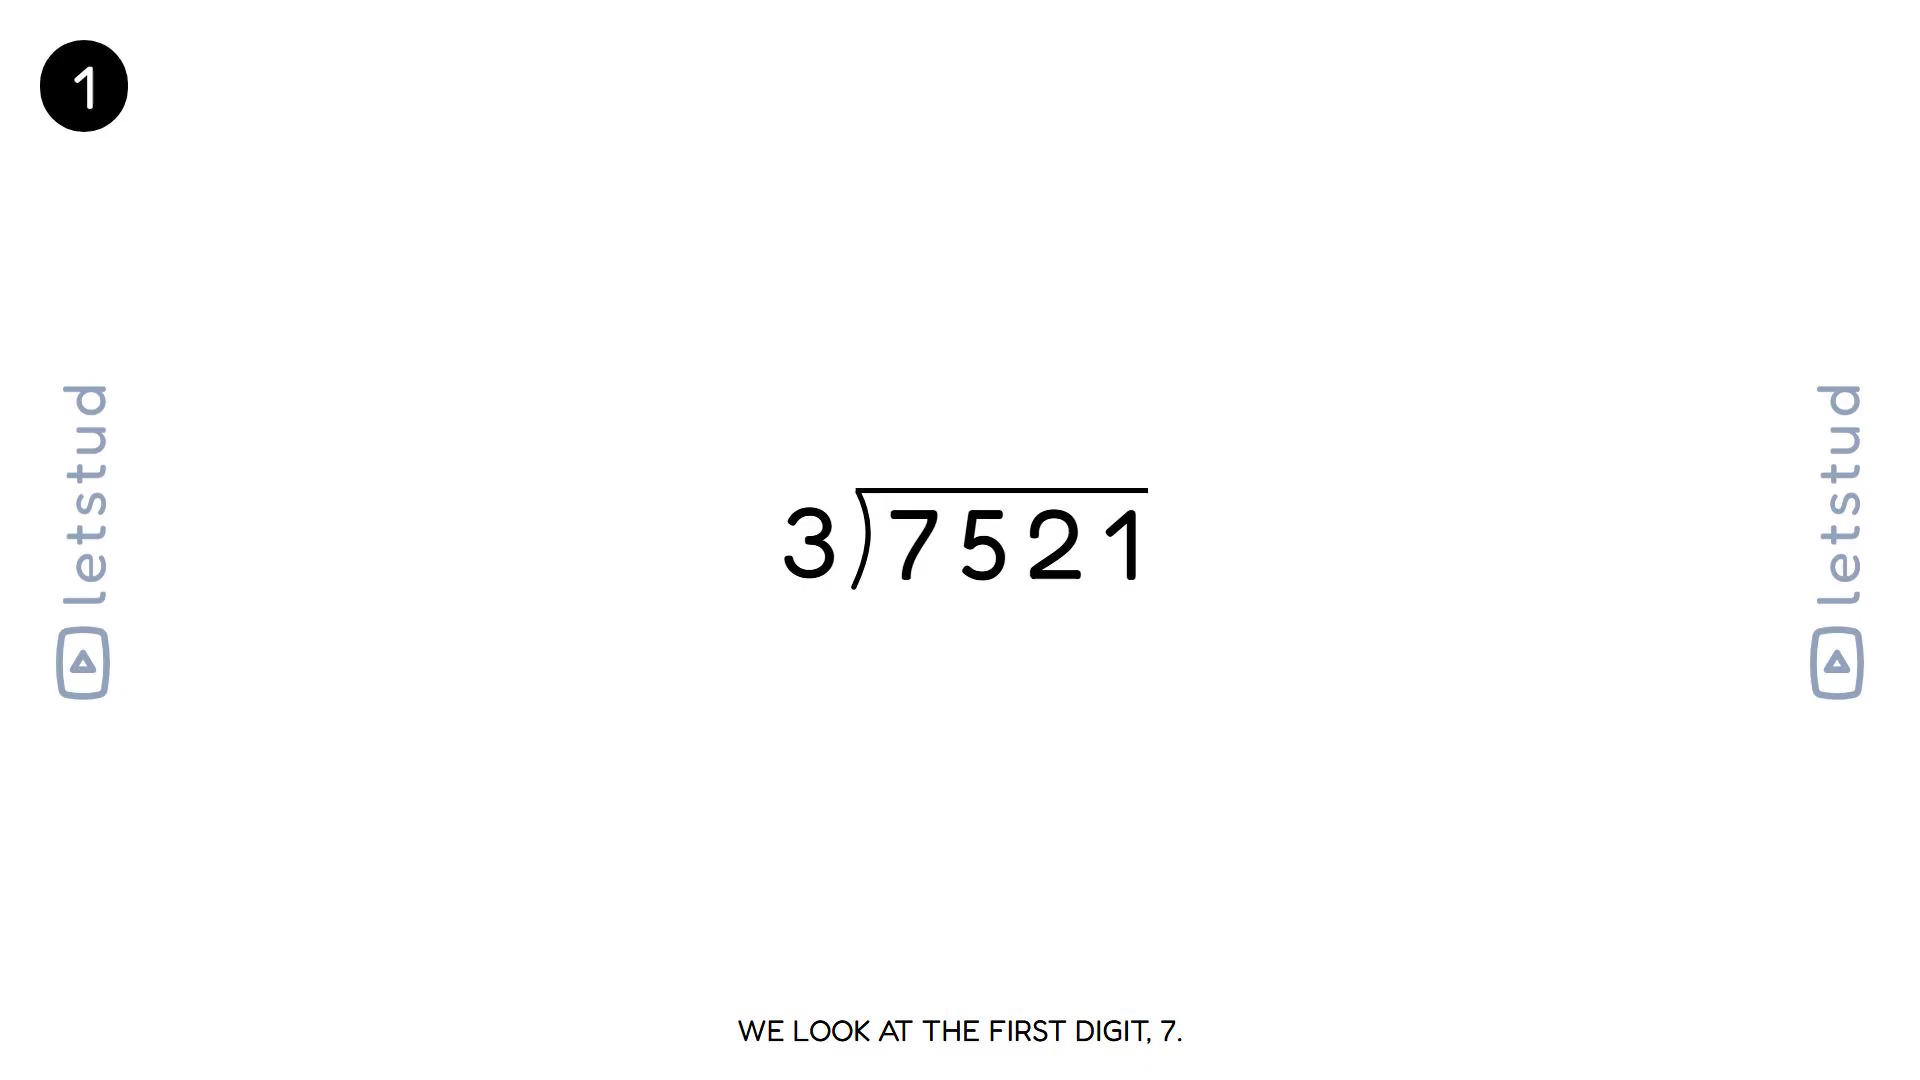 1
letstud
3)7521
letstud
WE LOOK AT THE FIRST DIGIT, 7.